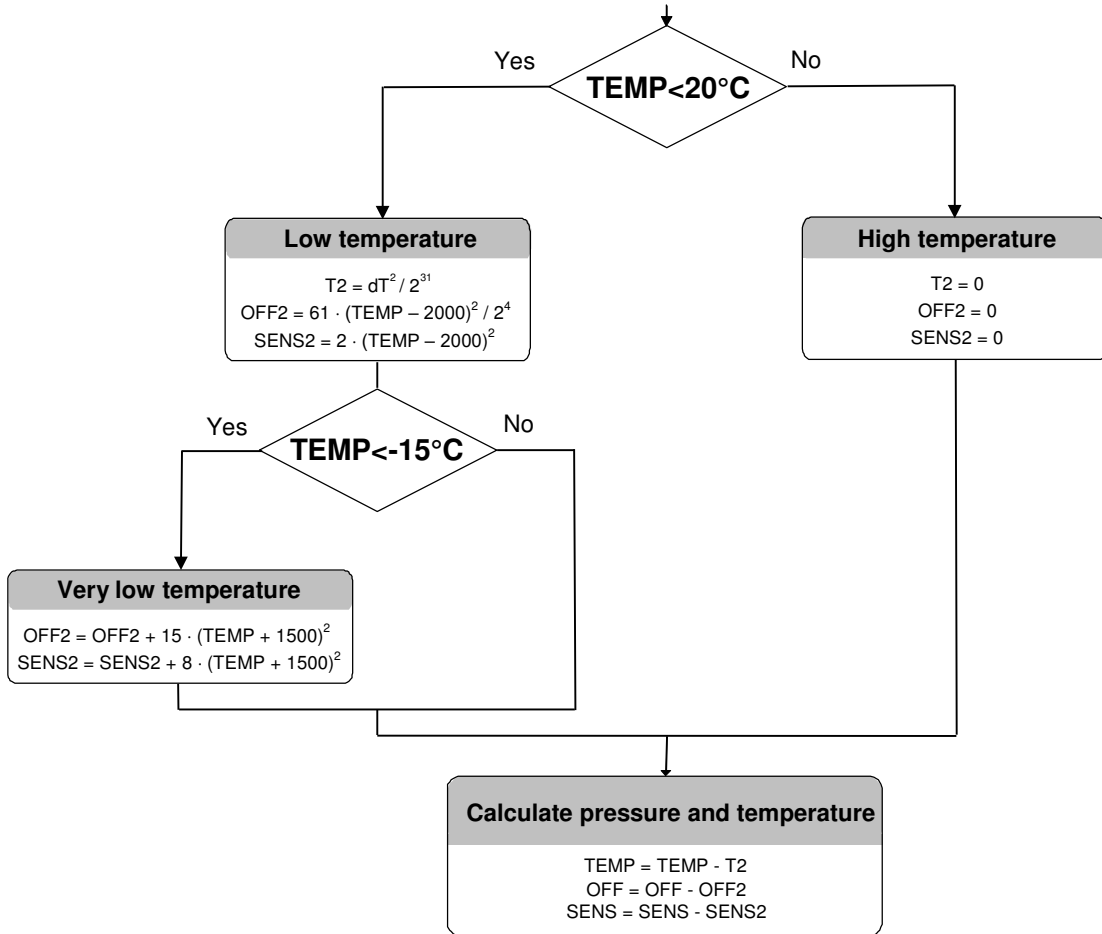 Yes
No
TEMP<20°C
Low temperature
T2 = dT² / 2³¹
OFF2 = 61 · (TEMP – 2000)² / 2⁴
SENS2 = 2 · (TEMP – 2000)²
High temperature
T2 = 0
OFF2 = 0
SENS2 = 0
Yes
No
TEMP<-15°C
Very low temperature
OFF2 = OFF2 + 15 · (TEMP + 1500)²
SENS2 = SENS2 + 8 · (TEMP + 1500)²
Calculate pressure and temperature
TEMP = TEMP - T2
OFF = OFF - OFF2
SENS = SENS - SENS2